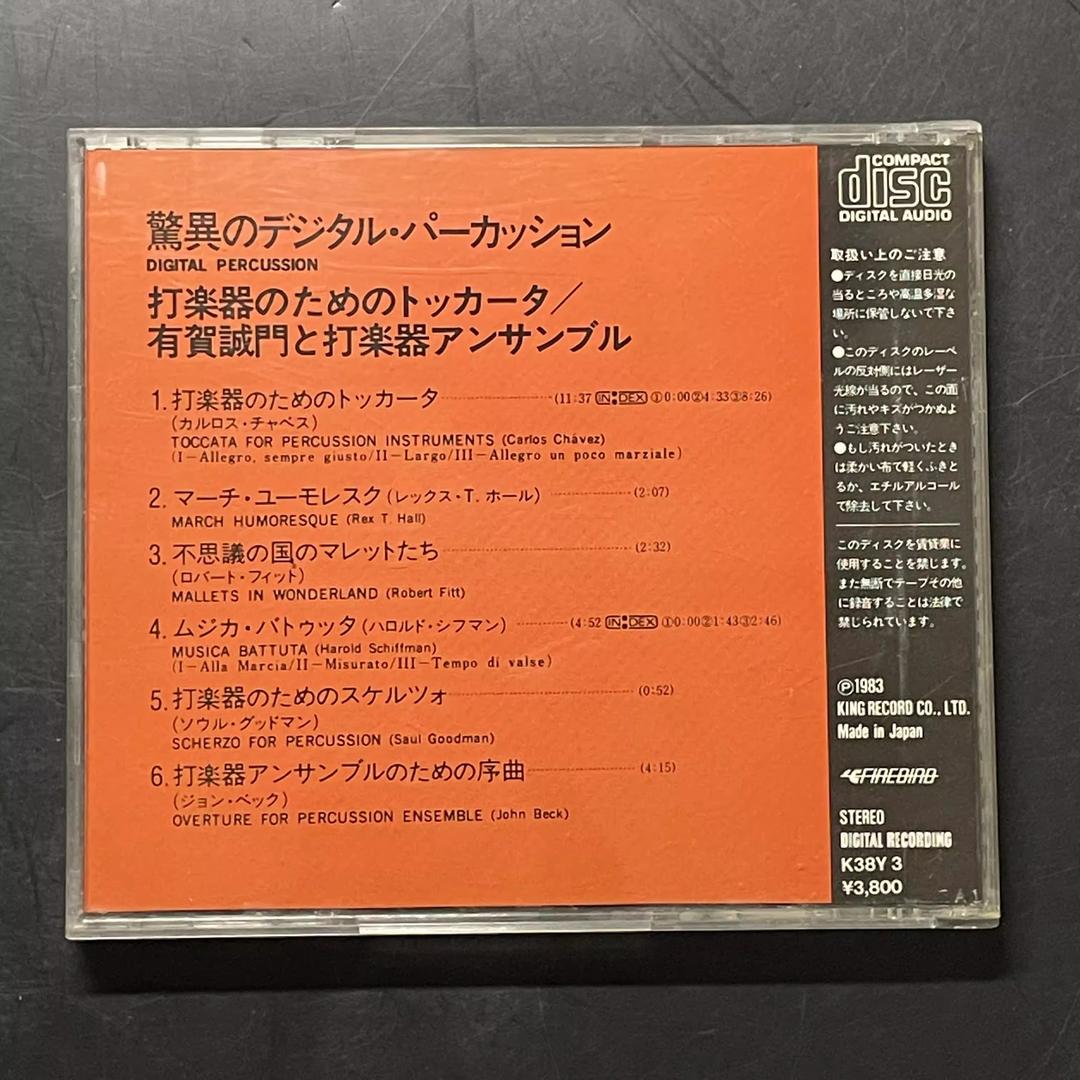 驚異のデジタル・パーカッション
DIGITAL PERCUSSION
打楽器のためのトッカータ/
有賀誠門と打楽器アンサンブル
1. 打楽器のためのトッカータ (11:37 INDEX ①0:00②4:33③8:26)
(カルロス・チャベス)
TOCCATA FOR PERCUSSION INSTRUMENTS (Carlos Chávez)
(I−Allegro, sempre giusto/II−Largo/III−Allegro un poco marziale)
2. マーチ・ユーモレスク (レックス・T. ホール) (2:07)
MARCH HUMORESQUE (Rex T. Hall)
3. 不思議の国のマレットたち (2:32)
(ロバート・フィット)
MALLETS IN WONDERLAND (Robert Fitt)
4. ムジカ・バトゥッタ (ハロルド・シフマン) (4:52 INDEX ①0:00②1:43③2:46)
MUSICA BATTUTA (Harold Schiffman)
(I−Alla Marcia/II−Misurato/III−Tempo di valse)
5. 打楽器のためのスケルツォ (0:52)
(ソウル・グッドマン)
SCHERZO FOR PERCUSSION (Saul Goodman)
6. 打楽器アンサンブルのための序曲 (4:15)
(ジョン・ベック)
OVERTURE FOR PERCUSSION ENSEMBLE (John Beck)
COMPACT
disc
DIGITAL AUDIO
取扱い上のご注意
●ディスクを直接日光の
当るところや高温多湿な
場所に保管しないで下さ
い。
●このディスクのレーベ
ルの反対側にはレーザー
光線が当るので、この面
に汚れやキズがつかぬよ
うご注意下さい。
●もし汚れがついたとき
は柔かい布で軽くふきと
るか、エチルアルコール
で除去して下さい。
このディスクを賃貸業に
使用することを禁じます。
また無断でテープその他
に録音することは法律で
禁じられています。
Ⓟ1983
KING RECORD CO., LTD.
Made in Japan
FIREBIRD
STEREO
DIGITAL RECORDING
K38Y 3
¥3,800
A 1